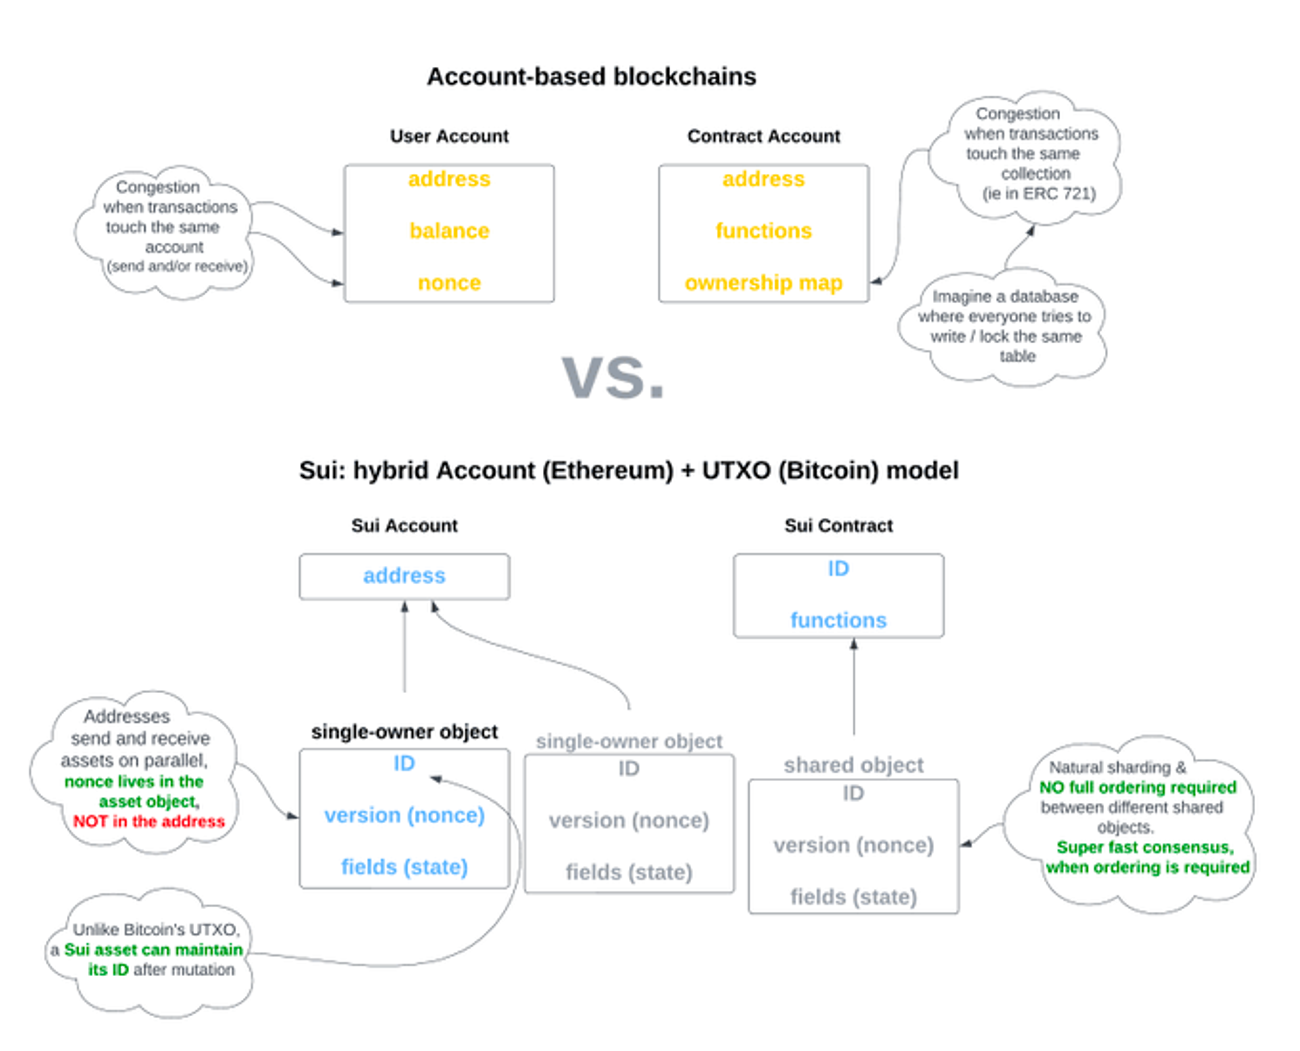 Account-based blockchains
User Account
Contract Account
address
balance
nonce
address
functions
ownership map
Congestion
when transactions
touch the same
account
(send and/or receive)
Congestion
when transactions
touch the same
collection
(ie in ERC 721)
Imagine a database
where everyone tries to
write / lock the same
table
vs.
Sui: hybrid Account (Ethereum) + UTXO (Bitcoin) model
Sui Account
Sui Contract
address
ID
functions
Addresses
send and receive
assets on parallel,
nonce lives in the
asset object,
NOT in the address
single-owner object
ID
version (nonce)
fields (state)
single-owner object
ID
version (nonce)
fields (state)
shared object
ID
version (nonce)
fields (state)
Natural sharding &
NO full ordering required
between different shared
objects.
Super fast consensus,
when ordering is required
Unlike Bitcoin's UTXO,
a Sui asset can maintain
its ID after mutation